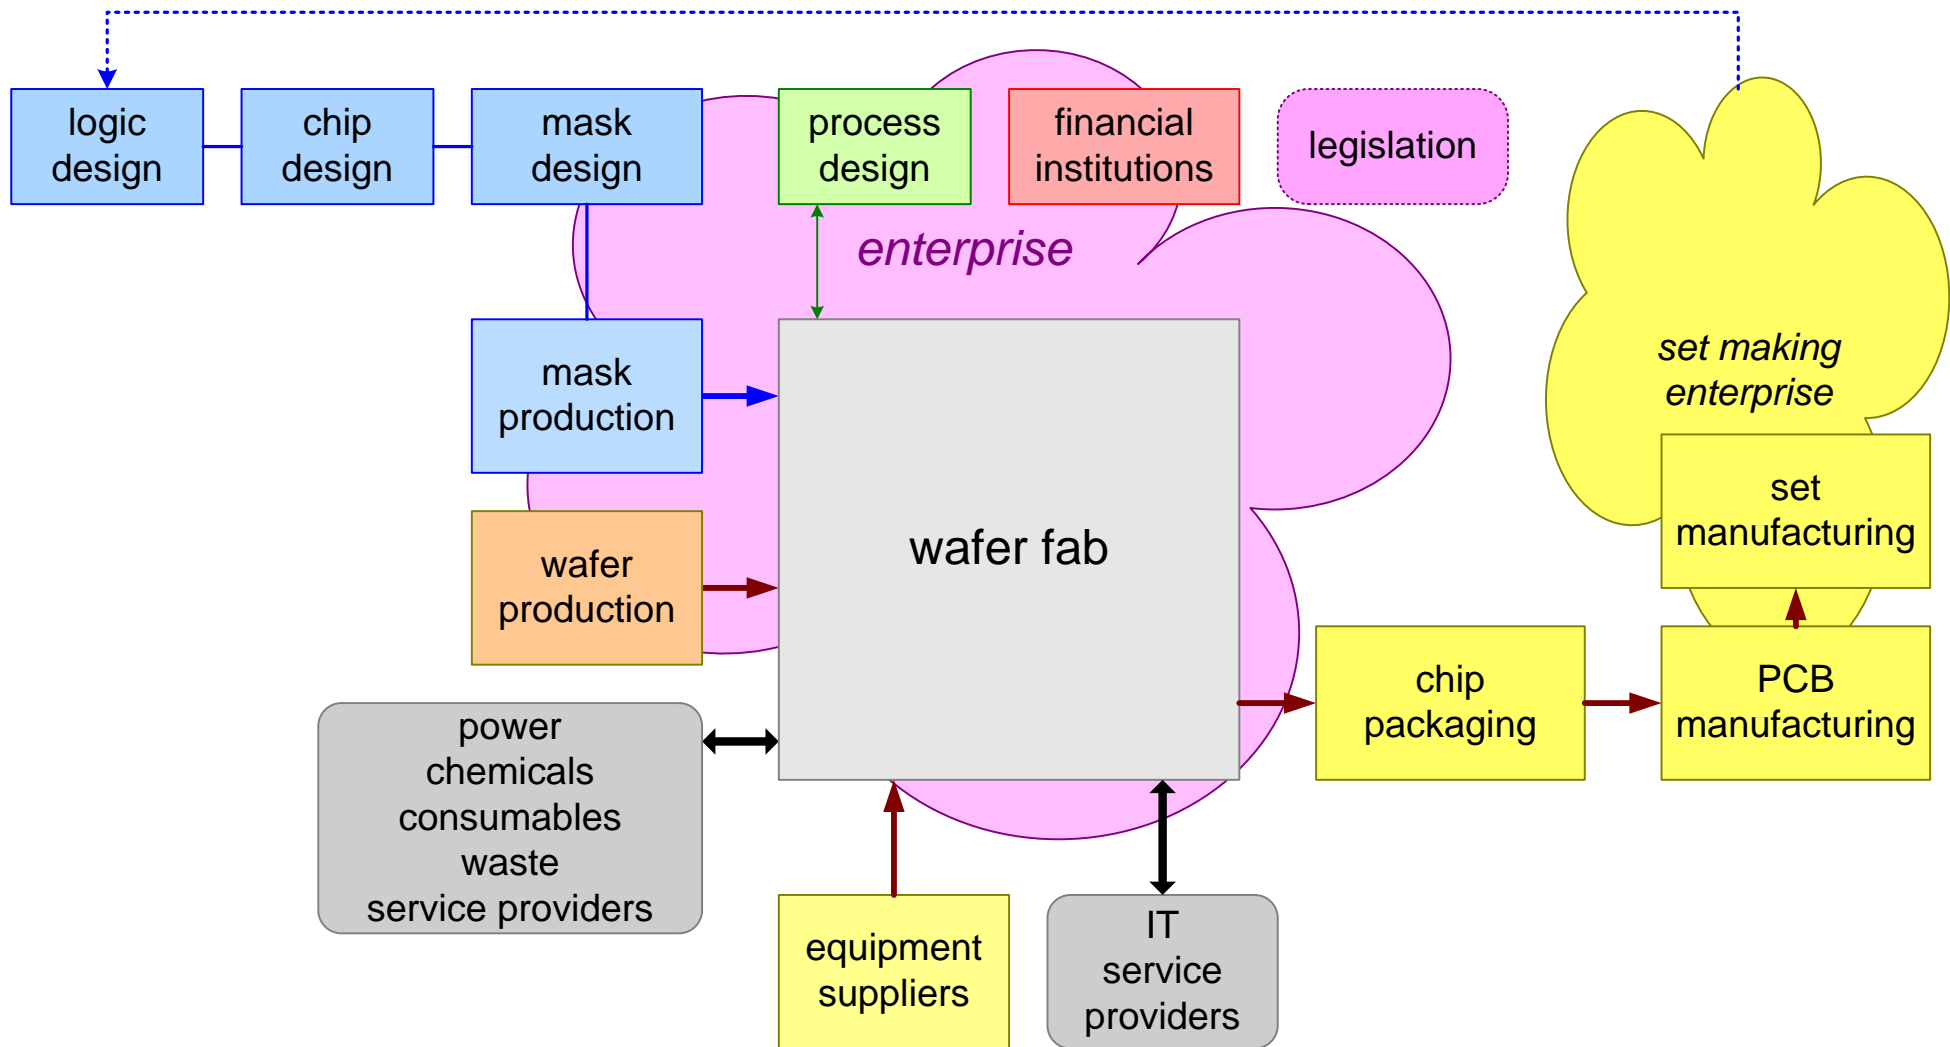 logic
design
chip
design
mask
design
process
design
financial
institutions
legislation
enterprise
set making
enterprise
mask
production
wafer fab
set
manufacturing
wafer
production
chip
packaging
PCB
manufacturing
power
chemicals
consumables
waste
service providers
equipment
suppliers
IT
service
providers